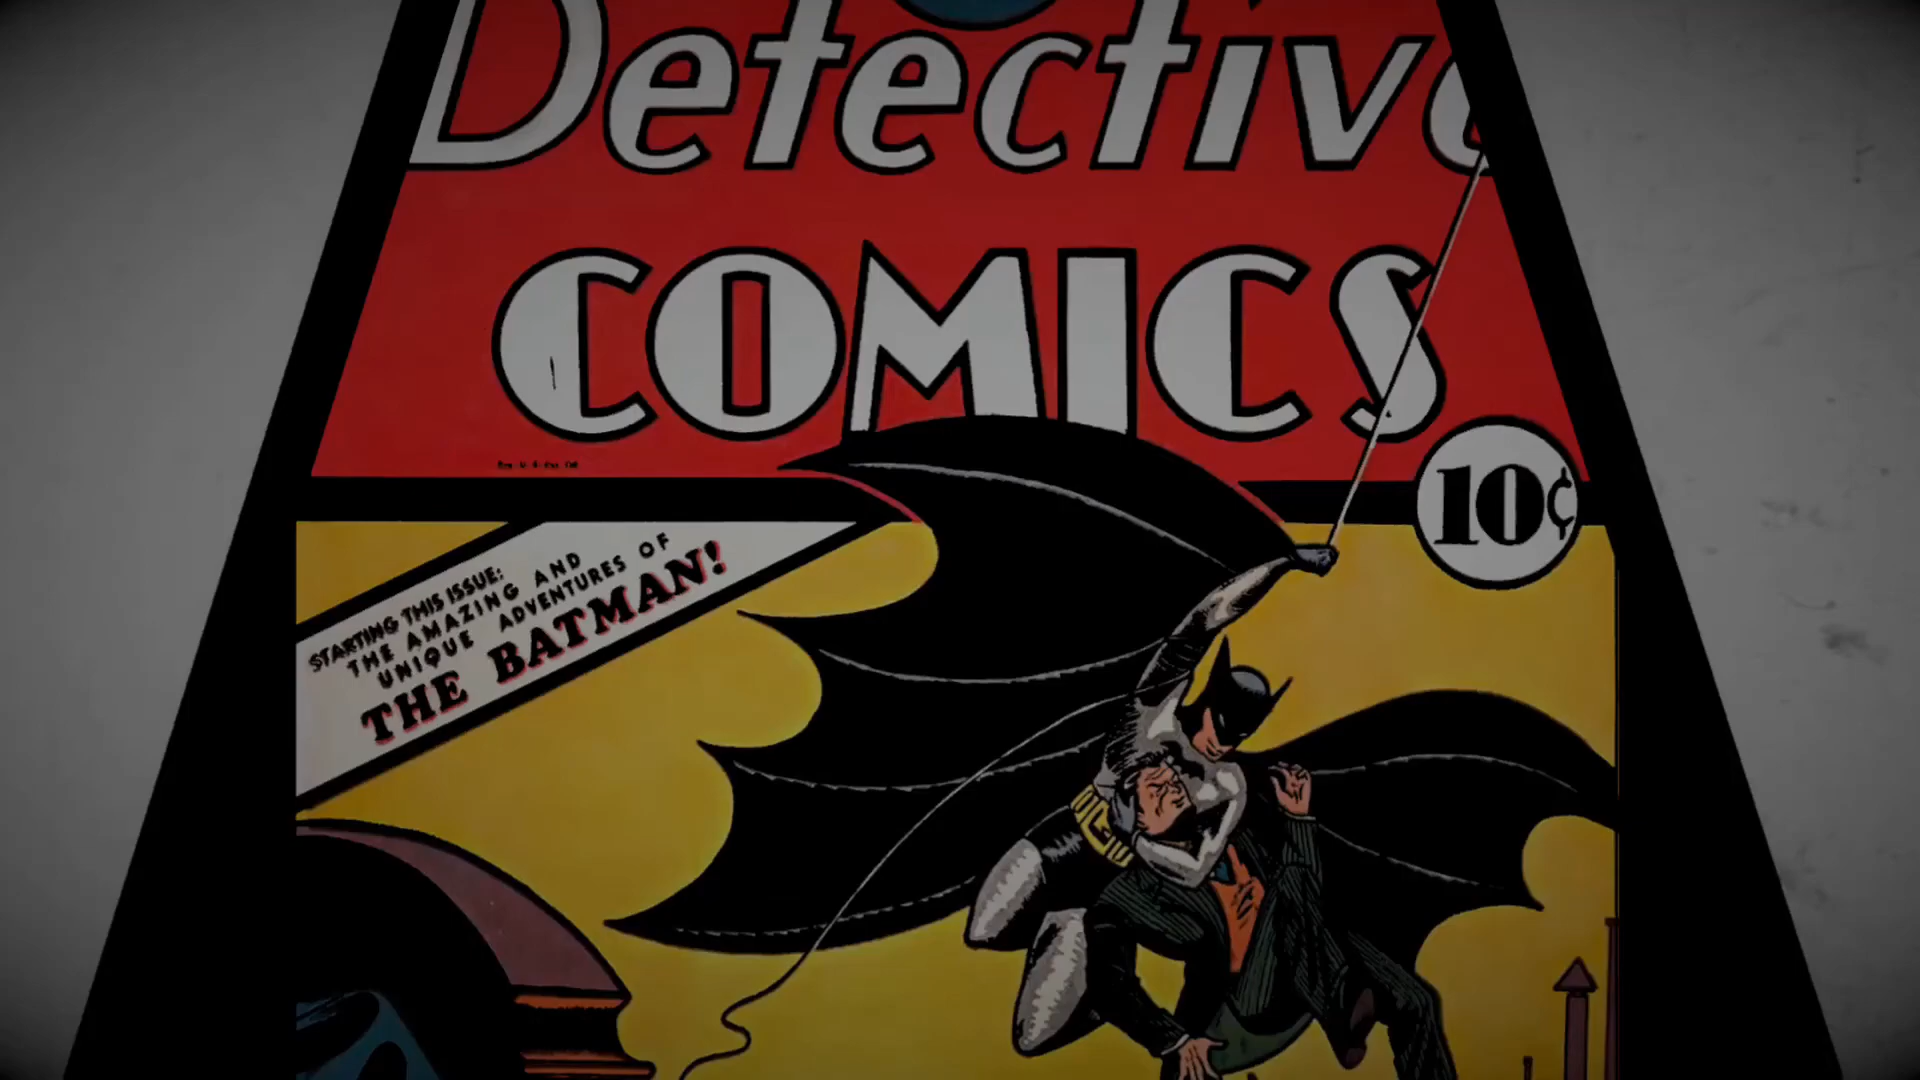 Detective
COMICS
10¢
STARTING THIS ISSUE:
THE AMAZING AND
UNIQUE ADVENTURES OF
THE BATMAN!